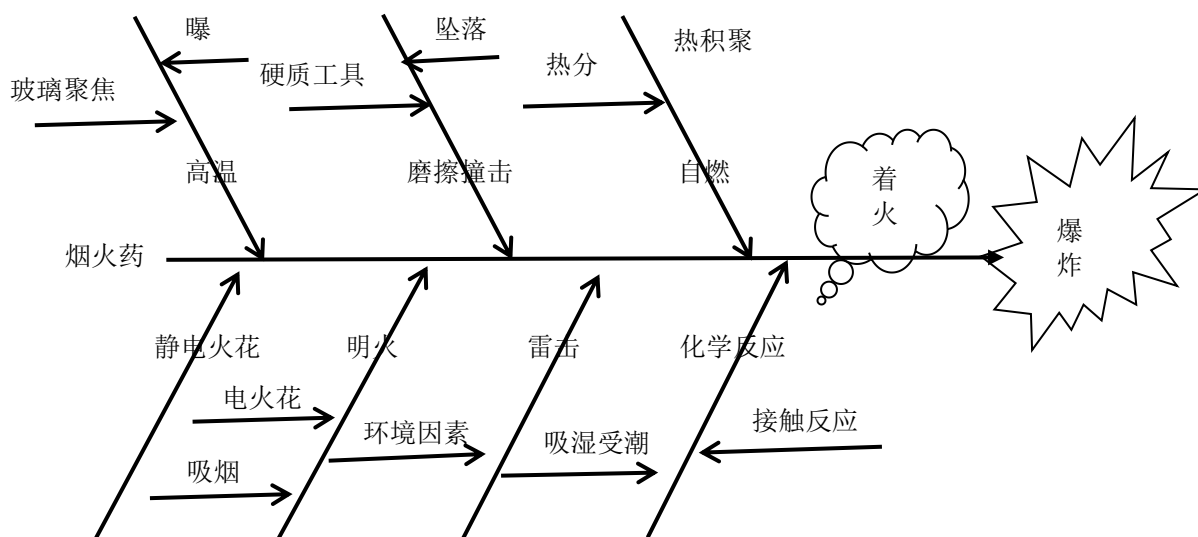 曝
坠落
热积聚
硬质工具
热分
玻璃聚焦
高温
磨擦撞击
自燃
着
火
烟火药
爆
炸
静电火花
明火
雷击
化学反应
电火花
环境因素
吸湿受潮
接触反应
吸烟